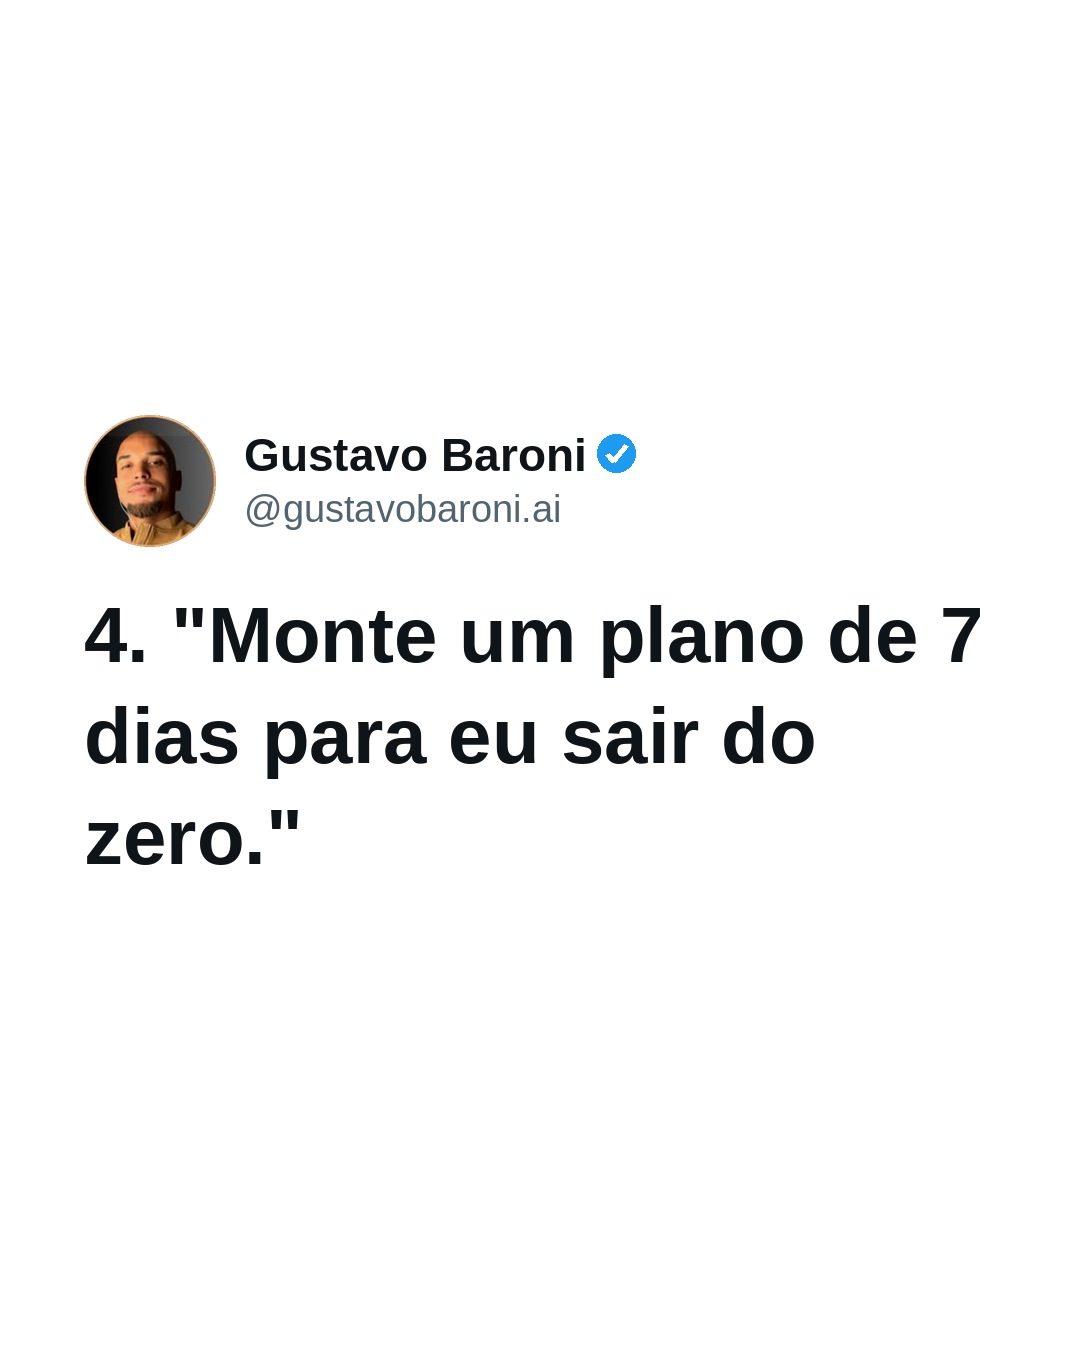 Gustavo Baroni
@gustavobaroni.ai
4. "Monte um plano de 7
dias para eu sair do
zero."